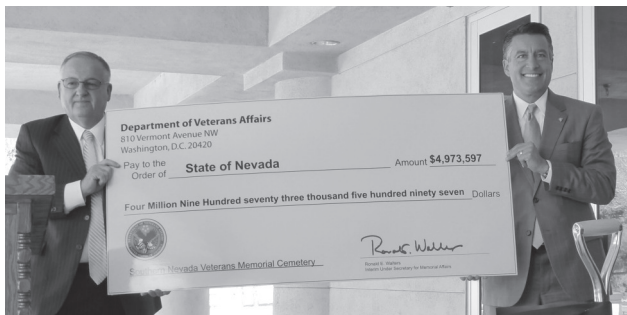 Department of Veterans Affairs
810 Vermont Avenue NW
Washington, D.C. 20420
Pay to the
Order of State of Nevada Amount $4,973,597
Four Million Nine Hundred seventy three thousand five hundred ninety seven Dollars
Nevada Veterans Memorial Cemetery
Ronald E. Walters
Interim Under Secretary for Memorial Affairs